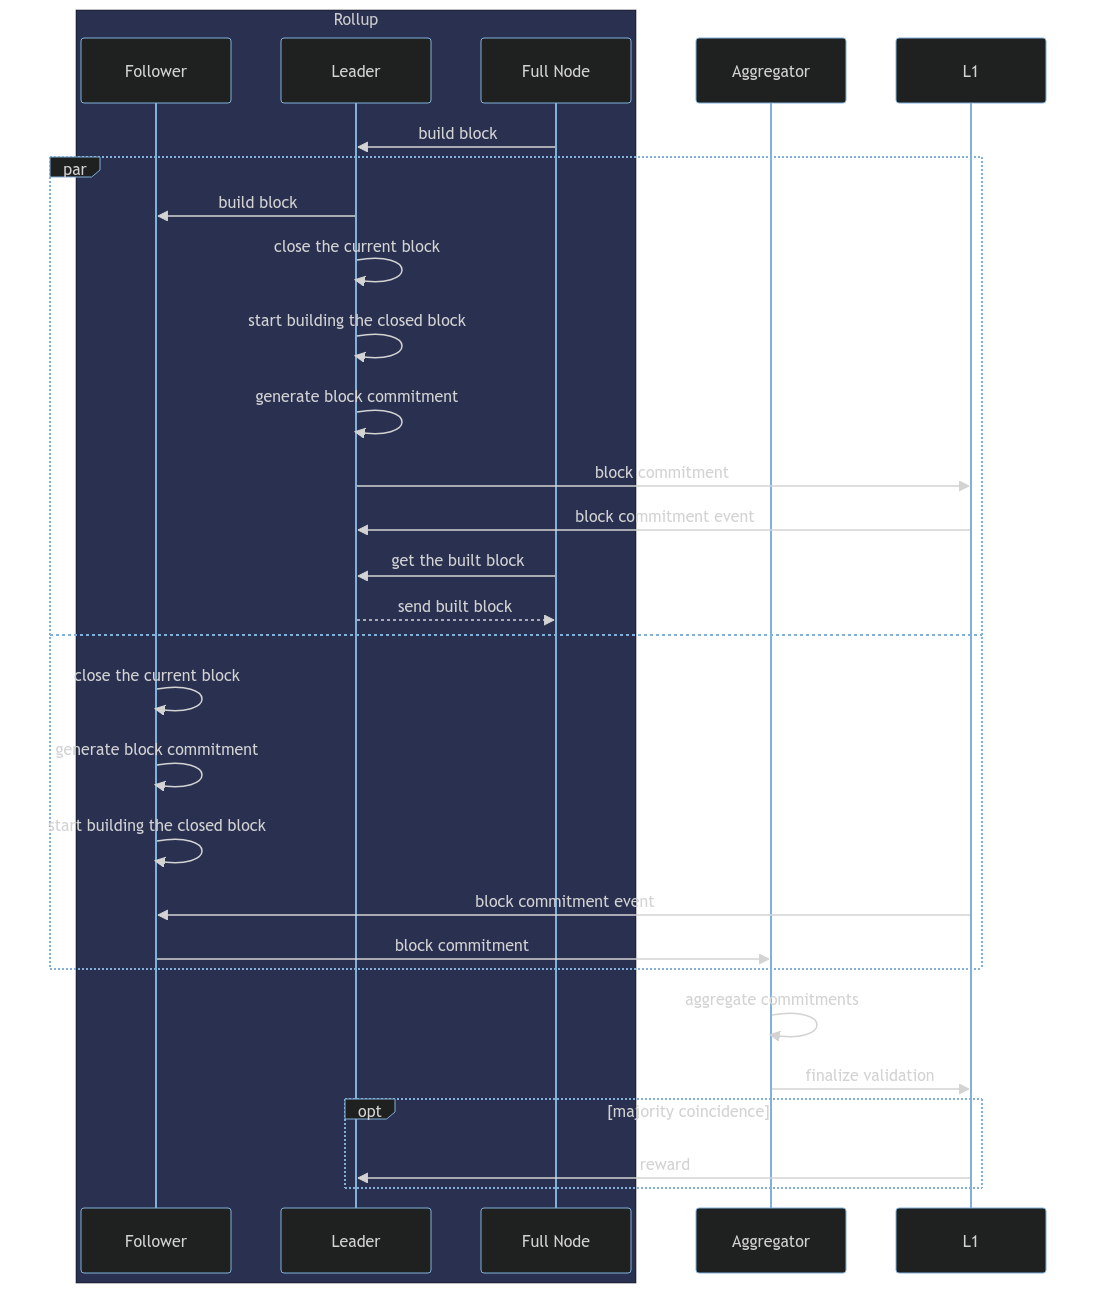 Rollup
Follower
Leader
Full Node
Aggregator
L1
build block
par
build block
close the current block
start building the closed block
generate block commitment
block commitment
block commitment event
get the built block
send built block
close the current block
generate block commitment
start building the closed block
block commitment event
block commitment
aggregate commitments
finalize validation
opt
[majority coincidence]
reward
Follower
Leader
Full Node
Aggregator
L1